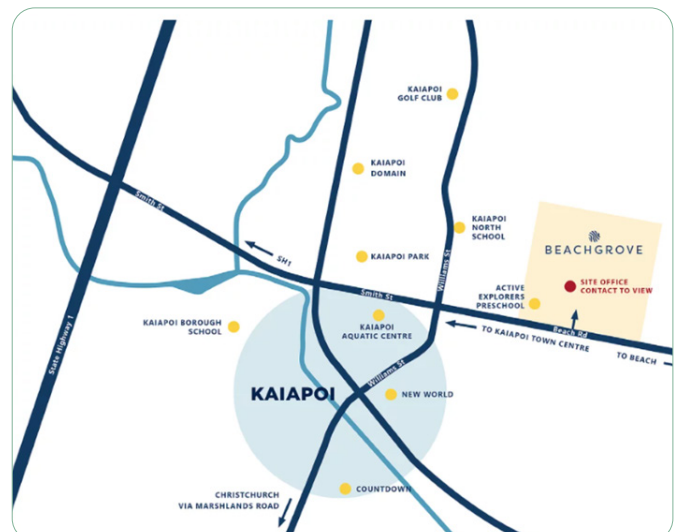 KAIAPOI
GOLF CLUB
KAIAPOI
DOMAIN
Smith St
KAIAPOI
NORTH
SCHOOL
BEACHGROVE
SH1
KAIAPOI PARK
Williams St
SITE OFFICE
CONTACT TO VIEW
ACTIVE
EXPLORERS
PRESCHOOL
Smith St
KAIAPOI BOROUGH
SCHOOL
KAIAPOI
AQUATIC CENTRE
TO KAIAPOI TOWN CENTRE
Beach Rd
TO BEACH
State Highway 1
Williams St
KAIAPOI
NEW WORLD
COUNTDOWN
CHRISTCHURCH
VIA MARSHLANDS ROAD